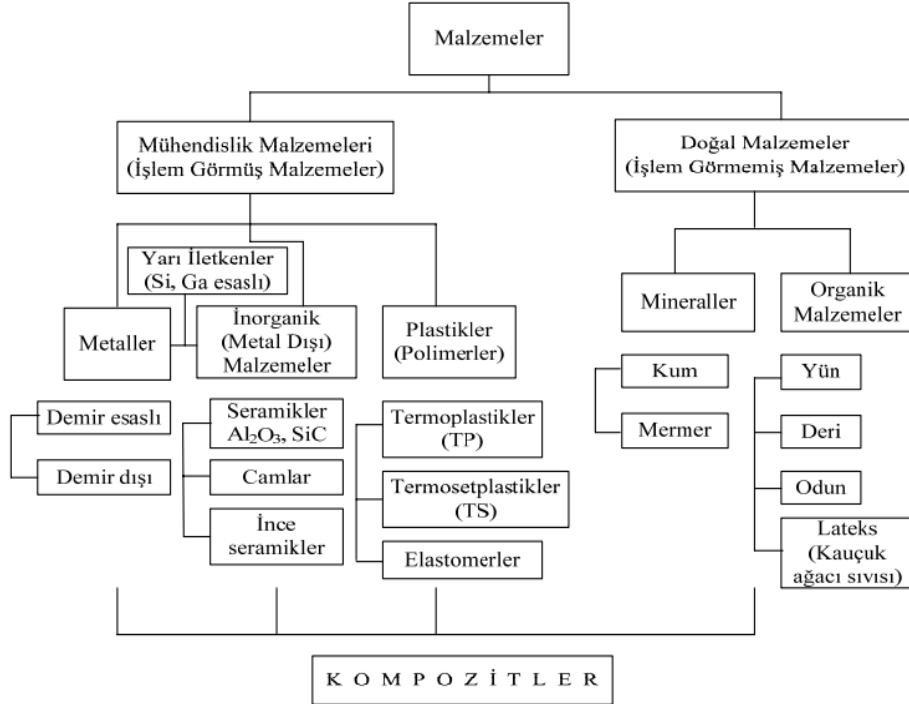 Malzemeler
Mühendislik Malzemeleri
(İşlem Görmüş Malzemeler)
Doğal Malzemeler
(İşlem Görmemiş Malzemeler)
Yarı İletkenler
(Si, Ga esaslı)
Metaller
İnorganik
(Metal Dışı)
Malzemeler
Plastikler
(Polimerler)
Mineraller
Organik
Malzemeler
Demir esaslı
Demir dışı
Seramikler
Al₂O₃, SiC
Camlar
İnce
seramikler
Termoplastikler
(TP)
Termosetplastikler
(TS)
Elastomerler
Kum
Mermer
Yün
Deri
Odun
Lateks
(Kauçuk
ağacı sıvısı)
K O M P O Z İ T L E R